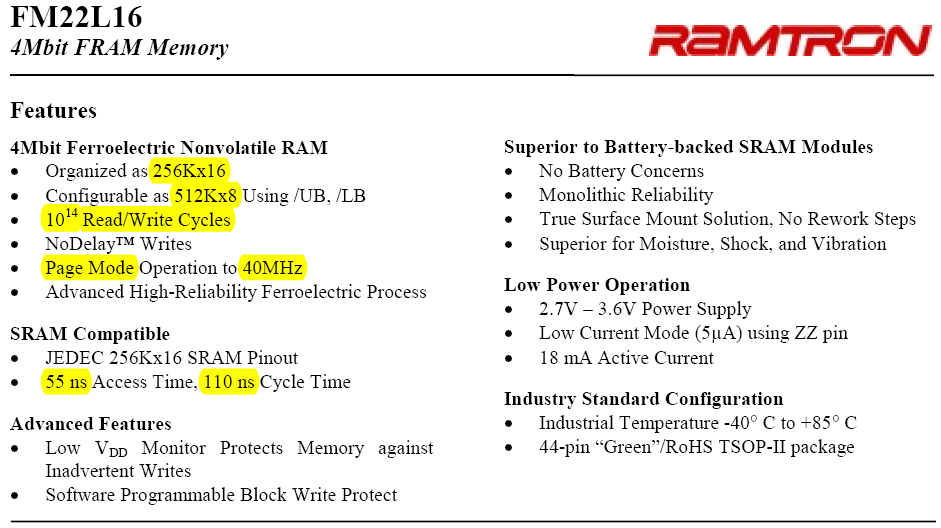 FM22L16
4Mbit FRAM Memory
RAMTRON
Features
4Mbit Ferroelectric Nonvolatile RAM
• Organized as 256Kx16
• Configurable as 512Kx8 Using /UB, /LB
• 10¹⁴ Read/Write Cycles
• NoDelay™ Writes
• Page Mode Operation to 40MHz
• Advanced High-Reliability Ferroelectric Process
SRAM Compatible
• JEDEC 256Kx16 SRAM Pinout
• 55 ns Access Time, 110 ns Cycle Time
Advanced Features
• Low VDD Monitor Protects Memory against
Inadvertent Writes
• Software Programmable Block Write Protect
Superior to Battery-backed SRAM Modules
• No Battery Concerns
• Monolithic Reliability
• True Surface Mount Solution, No Rework Steps
• Superior for Moisture, Shock, and Vibration
Low Power Operation
• 2.7V – 3.6V Power Supply
• Low Current Mode (5µA) using ZZ pin
• 18 mA Active Current
Industry Standard Configuration
• Industrial Temperature -40° C to +85° C
• 44-pin “Green”/RoHS TSOP-II package